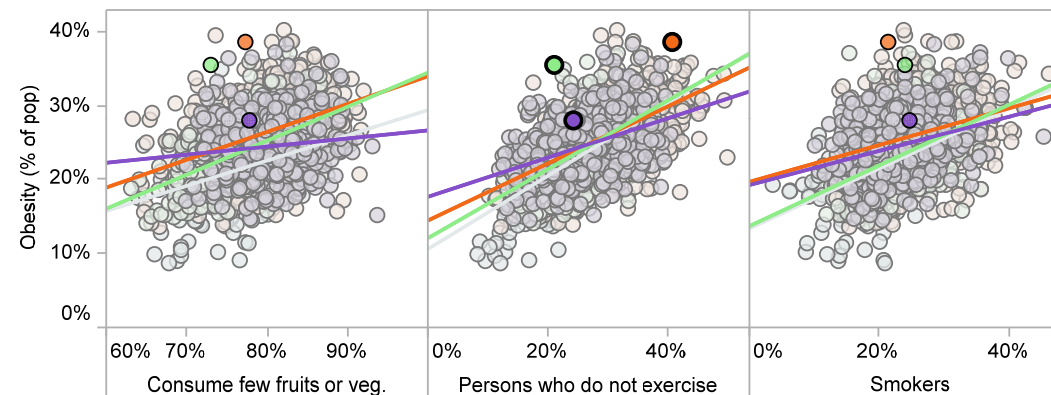 Obesity (% of pop)
40%
30%
20%
10%
0%
60% 70% 80% 90%
Consume few fruits or veg.
0% 20% 40%
Persons who do not exercise
0% 20% 40%
Smokers